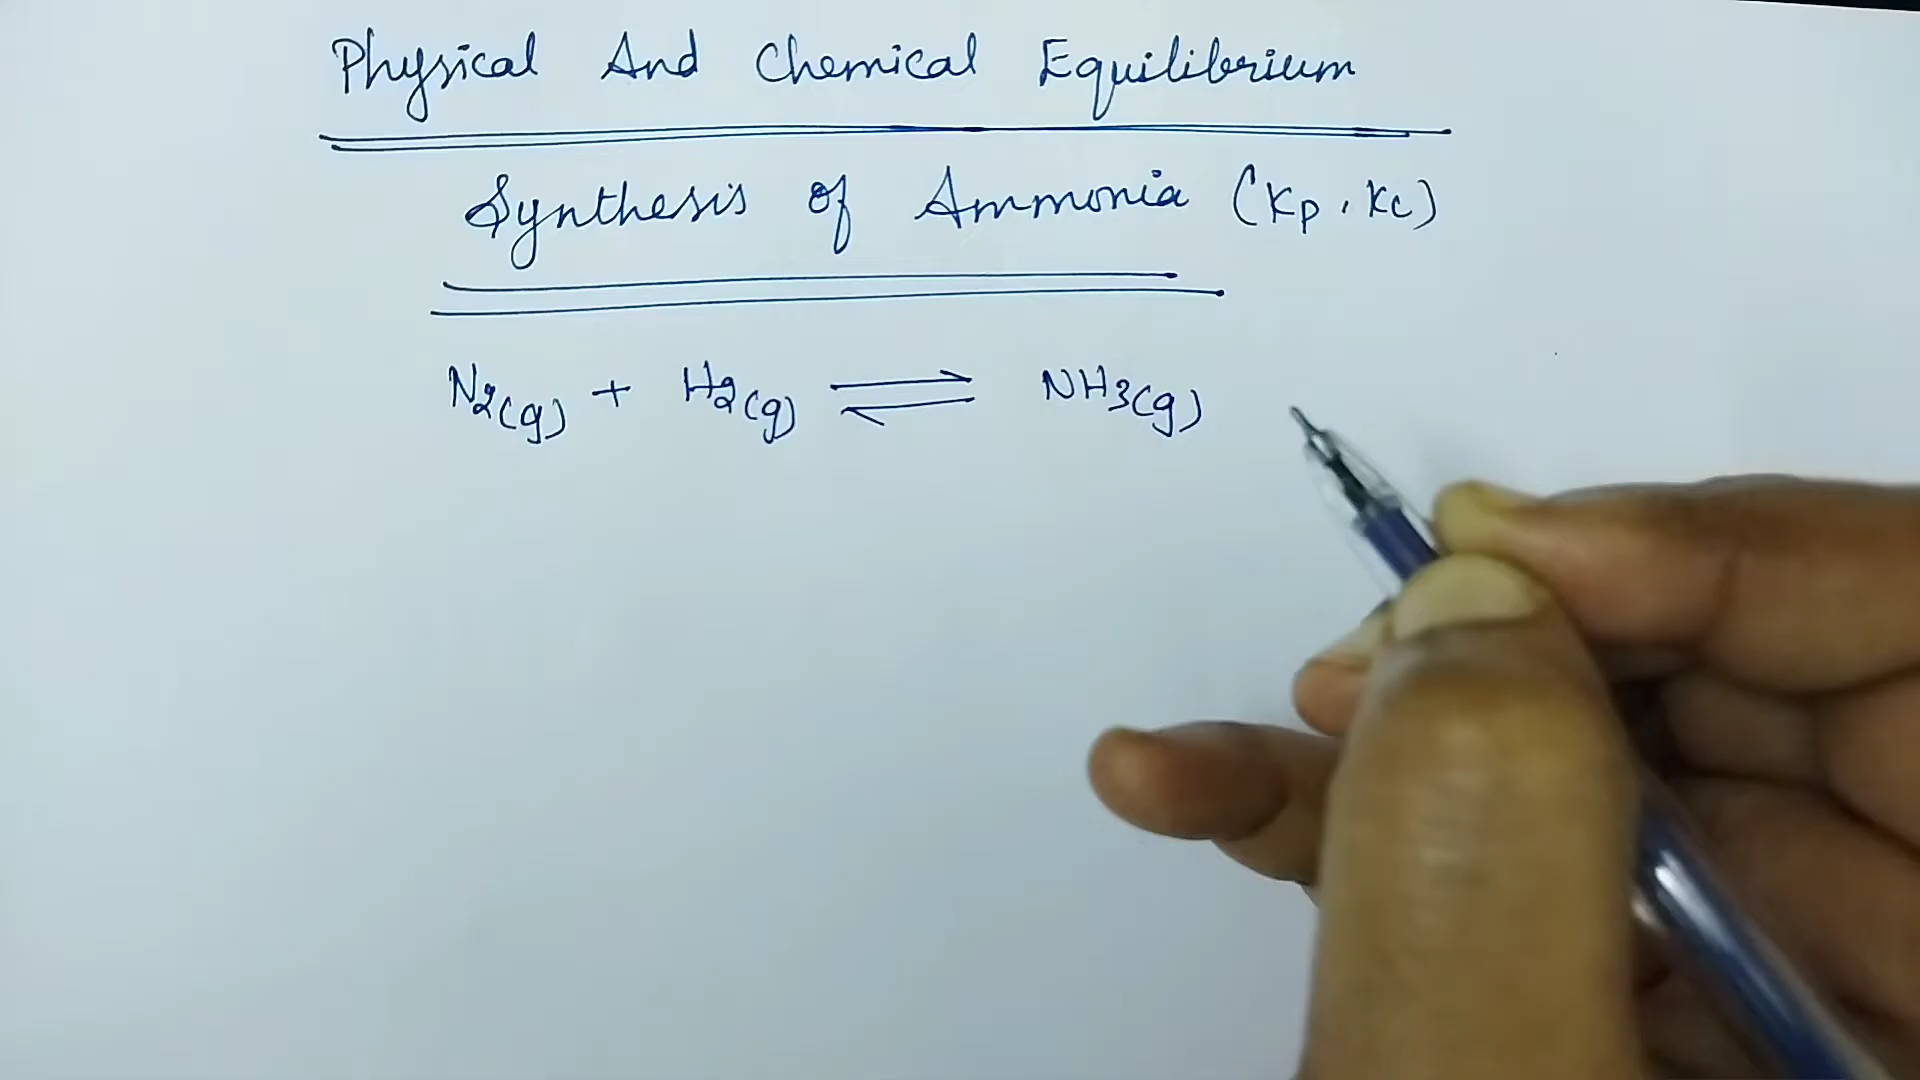 Physical And Chemical Equilibrium
Synthesis of Ammonia (Kp, Kc)
N2(g) + H2(g) ⇌ NH3(g)